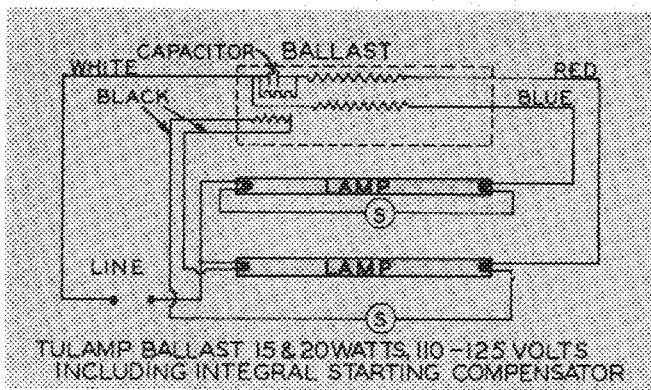 CAPACITOR BALLAST
WHITE
RED
BLACK
BLUE
LAMP
S
LINE
LAMP
S
TULAMP BALLAST 15 & 20 WATTS, 110-125 VOLTS
INCLUDING INTEGRAL STARTING COMPENSATOR